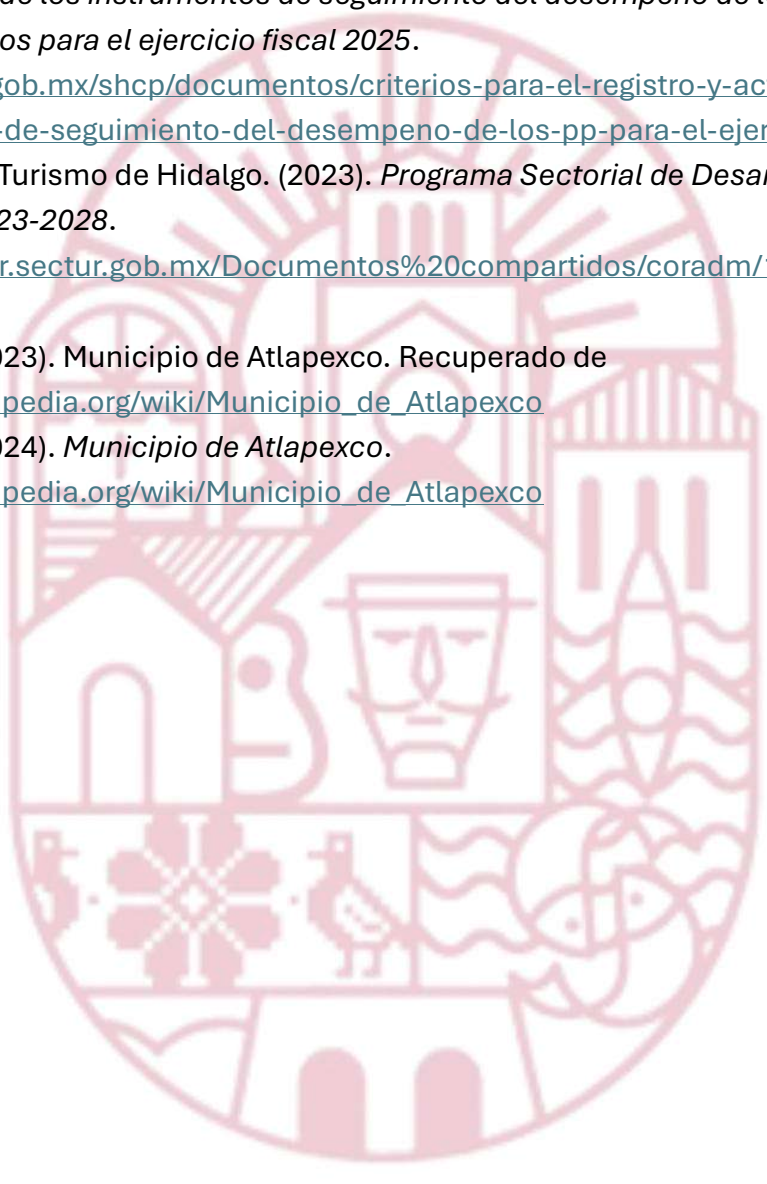 de los instrumentos de seguimiento del desempeño de l
os para el ejercicio fiscal 2025.
gob.mx/shcp/documentos/criterios-para-el-registro-y-ac
-de-seguimiento-del-desempeno-de-los-pp-para-el-ejer
Turismo de Hidalgo. (2023). Programa Sectorial de Desar
23-2028.
r.sectur.gob.mx/Documentos%20compartidos/coradm/
023). Municipio de Atlapexco. Recuperado de
pedia.org/wiki/Municipio_de_Atlapexco
024). Municipio de Atlapexco.
pedia.org/wiki/Municipio_de_Atlapexco